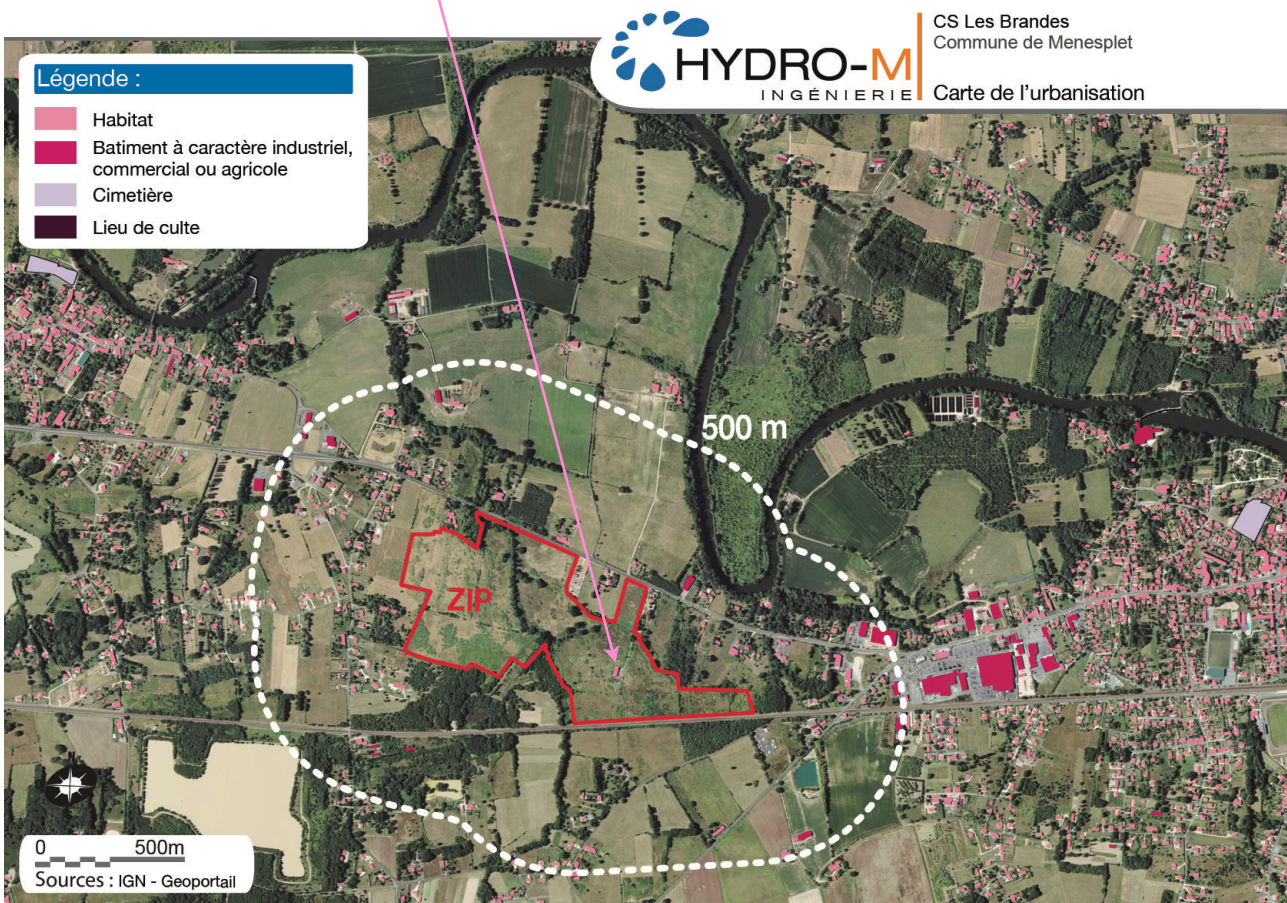 HYDRO-M
INGÉNIERIE
CS Les Brandes
Commune de Menesplet
Carte de l'urbanisation
Légende :
Habitat
Batiment à caractère industriel,
commercial ou agricole
Cimetière
Lieu de culte
500 m
ZIP
0 500m
Sources : IGN - Geoportail